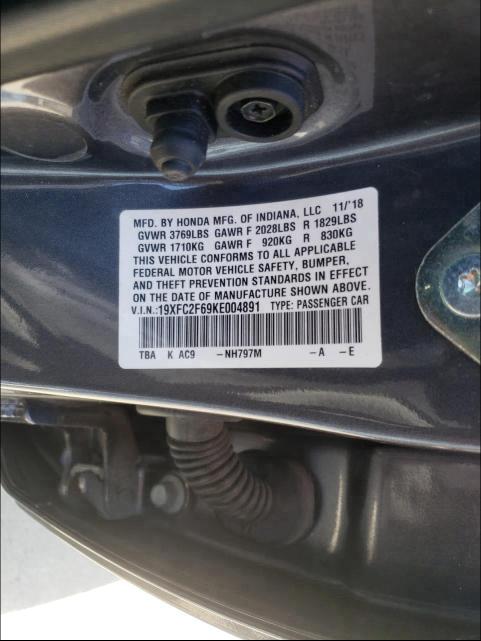 MFD. BY HONDA MFG. OF INDIANA, LLC 11/'18
GVWR 3769LBS GAWR F 2028LBS R 1829LBS
GVWR 1710KG GAWR F 920KG R 830KG
THIS VEHICLE CONFORMS TO ALL APPLICABLE
FEDERAL MOTOR VEHICLE SAFETY, BUMPER,
AND THEFT PREVENTION STANDARDS IN EFFECT
ON THE DATE OF MANUFACTURE SHOWN ABOVE.
V.I.N.:19XFC2F69KE004891 TYPE: PASSENGER CAR
TBA K AC9 -NH797M -A -E